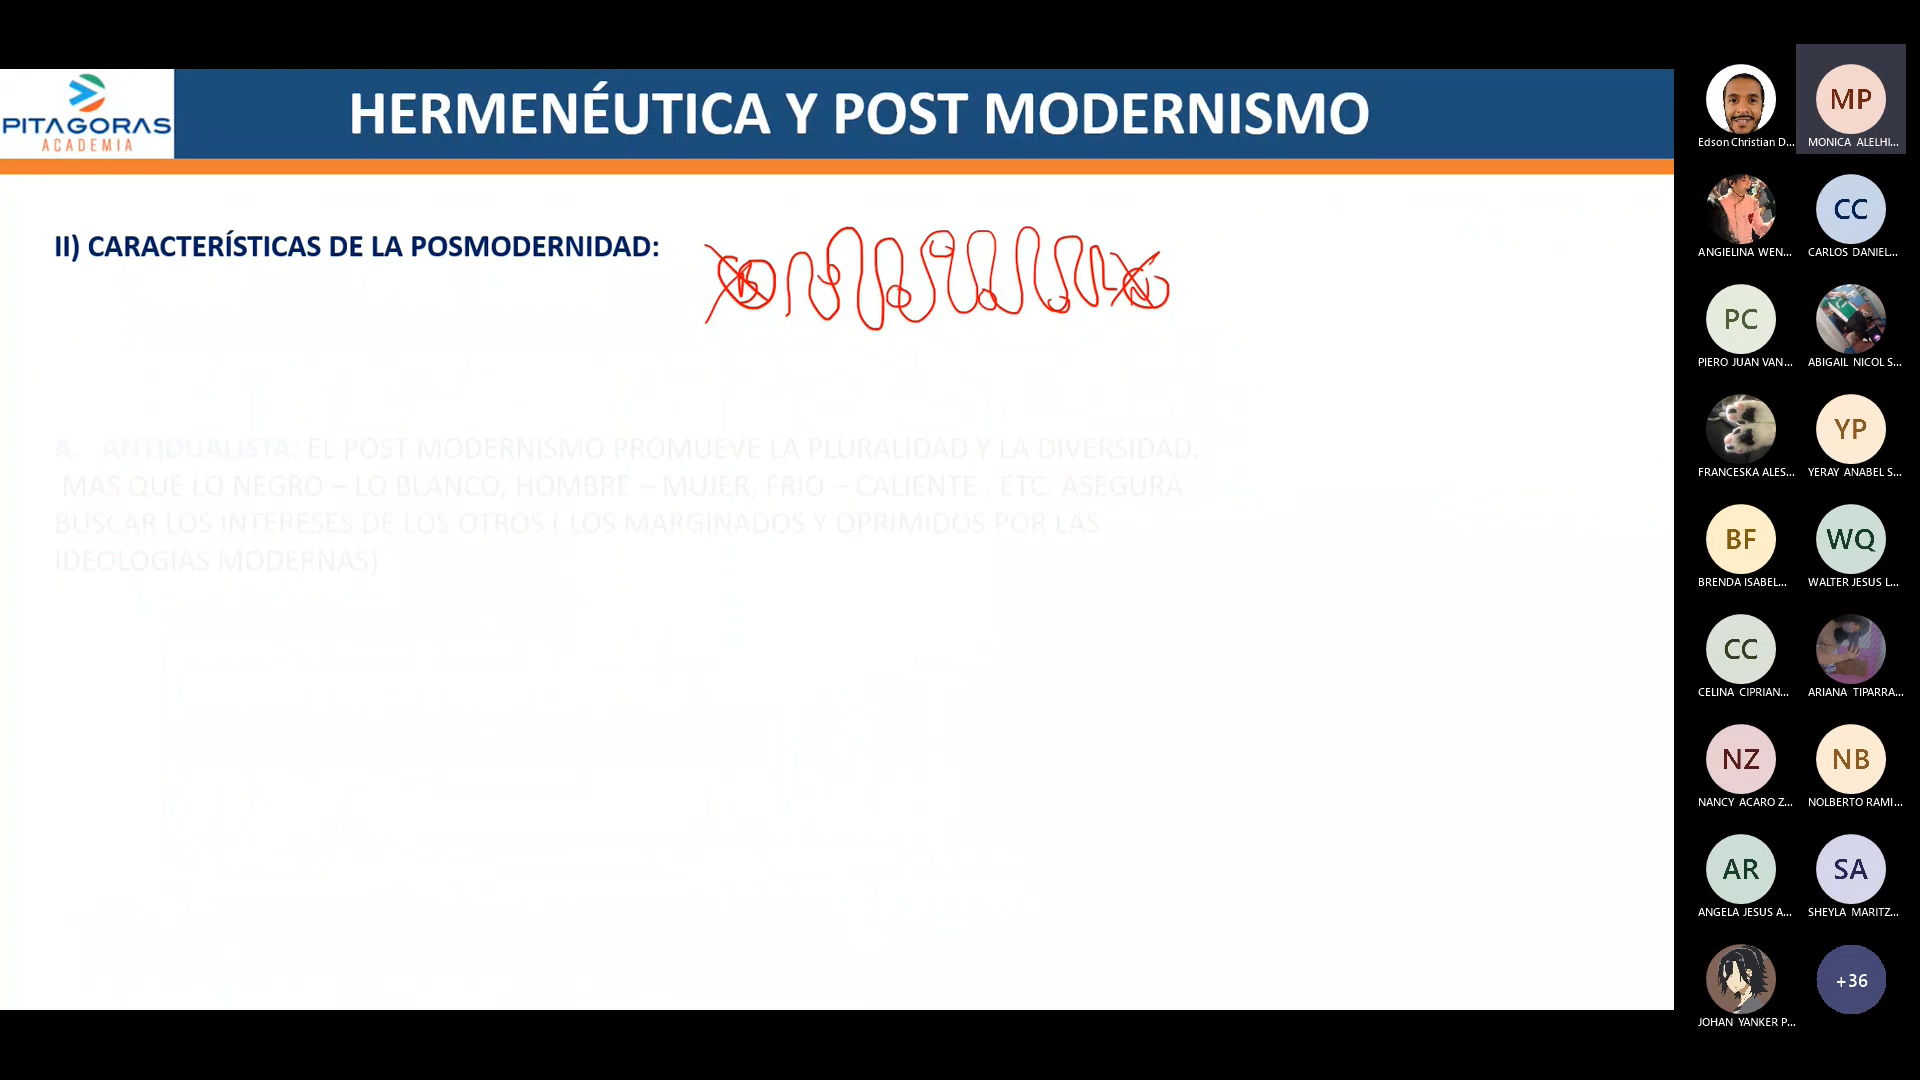 PITAGORAS
ACADEMIA
HERMENÉUTICA Y POST MODERNISMO
II) CARACTERÍSTICAS DE LA POSMODERNIDAD:
A. ANTIDUALISTA: EL POST MODERNISMO PROMUEVE LA PLURALIDAD Y LA DIVERSIDAD,
MÁS QUE LO NEGRO – LO BLANCO, HOMBRE – MUJER, FRIO – CALIENTE , ETC, ASEGURA
BUSCAR LOS INTERESES DE LOS OTROS ( LOS MARGINADOS Y OPRIMIDOS POR LAS
IDEOLOGIAS MODERNAS)
Edson Christian D...
MP
MONICA ALELHI...
ANGIELINA WEN...
CC
CARLOS DANIEL...
PC
PIERO JUAN VAN...
ABIGAIL NICOL S...
FRANCESKA ALES...
YP
YERAY ANABEL S...
BF
BRENDA ISABEL...
WQ
WALTER JESUS L...
CC
CELINA CIPRIAN...
ARIANA TIPARRA...
NZ
NANCY ACARO Z...
NB
NOLBERTO RAMI...
AR
ANGELA JESUS A...
SA
SHEYLA MARITZ...
JOHAN YANKER P...
+36